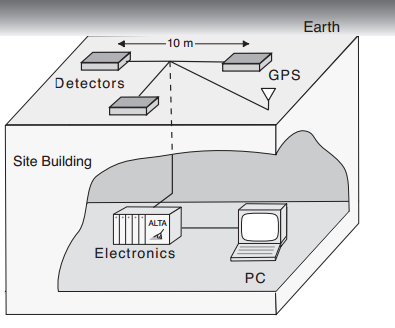 Earth
10 m
Detectors
GPS
Site Building
ALTA
Electronics
PC